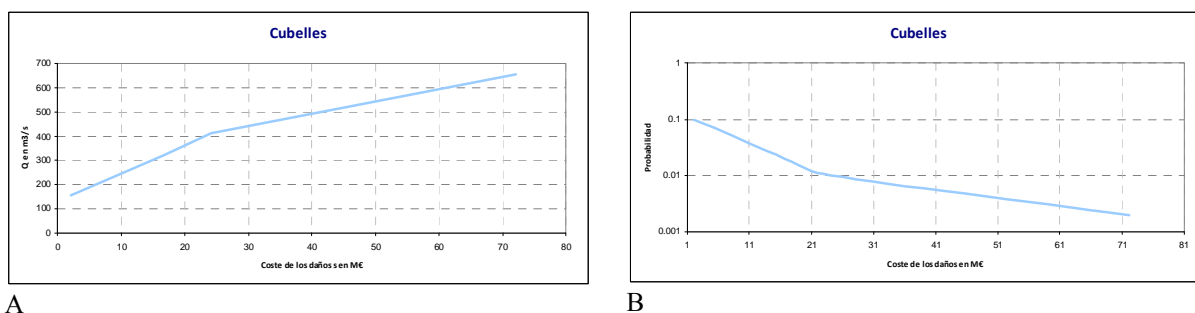 Cubelles
Q en m3/s
700
600
500
400
300
200
100
0
0 10 20 30 40 50 60 70 80
Coste de los daños en M€
A
Cubelles
Probabilidad
1
0.1
0.01
0.001
1 11 21 31 41 51 61 71 81
Coste de los daños en M€
B